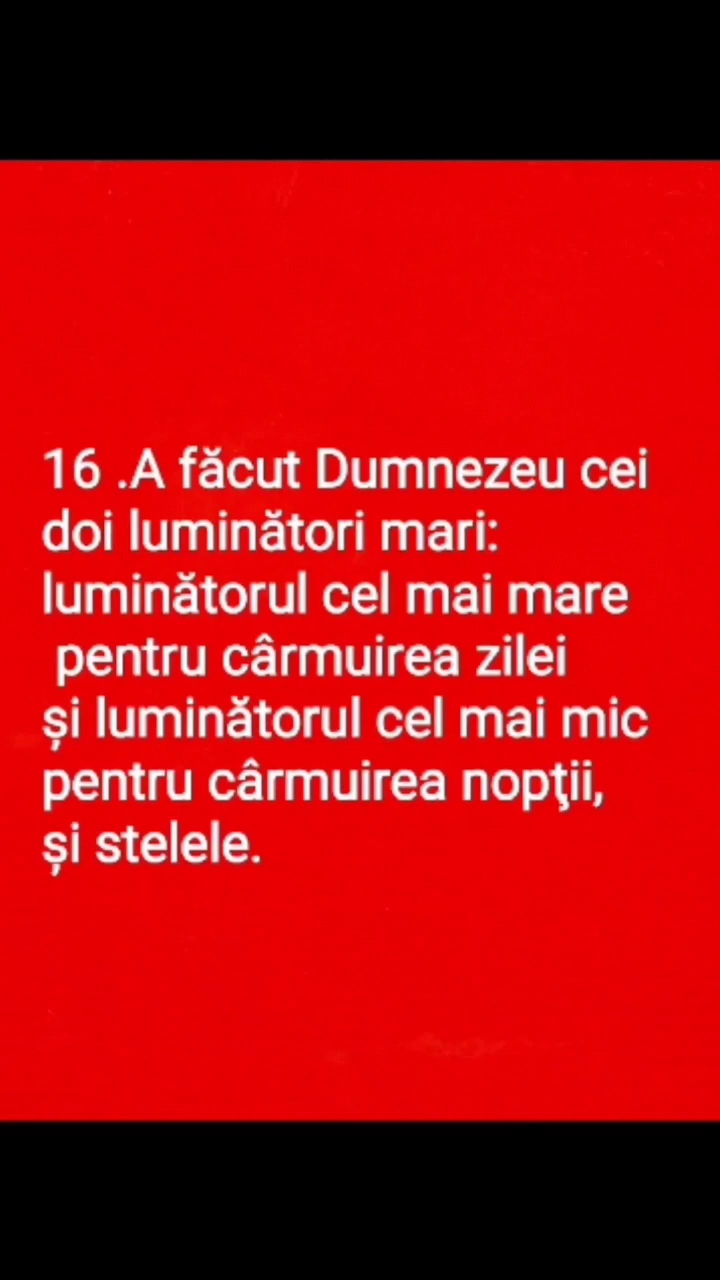 16 .A făcut Dumnezeu cei
doi luminători mari:
luminătorul cel mai mare
pentru cârmuirea zilei
și luminătorul cel mai mic
pentru cârmuirea nopţii,
și stelele.